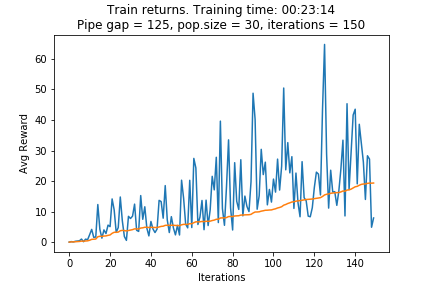 Train returns. Training time: 00:23:14
Pipe gap = 125, pop.size = 30, iterations = 150
Avg Reward
60
50
40
30
20
10
0
0 20 40 60 80 100 120 140
Iterations